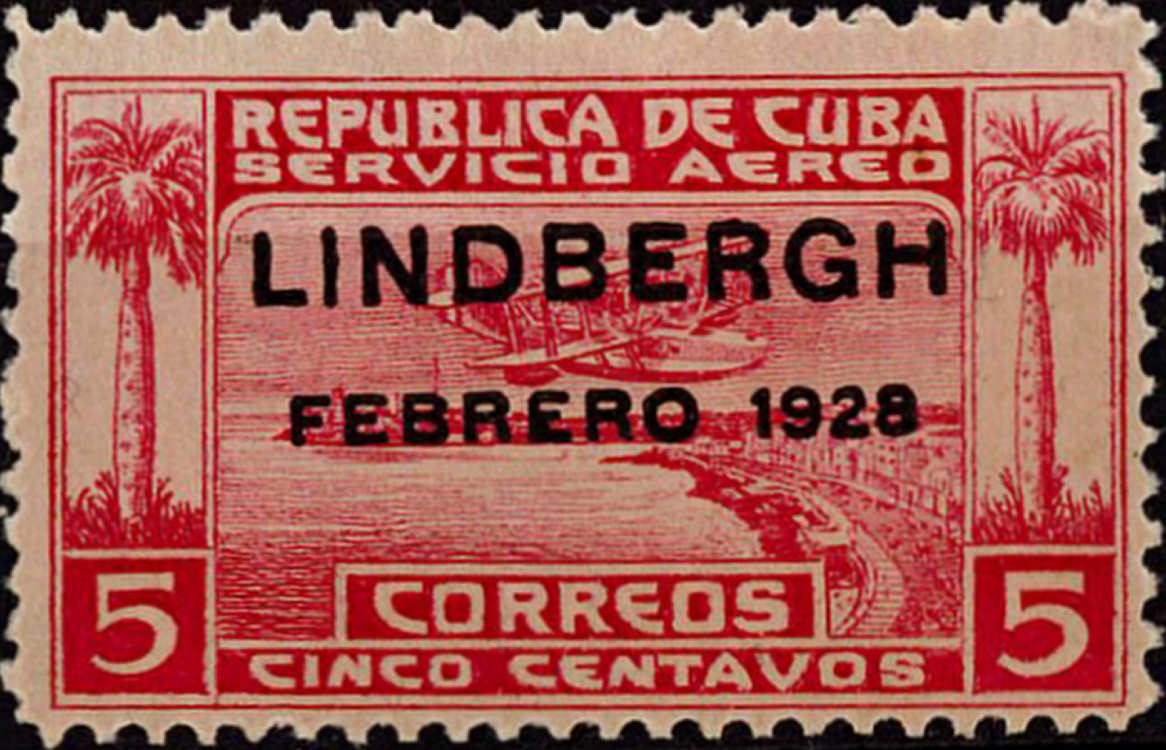 REPUBLICA DE CUBA
SERVICIO AEREO
LINDBERGH
FEBRERO 1928
CORREOS
5 5
CINCO CENTAVOS